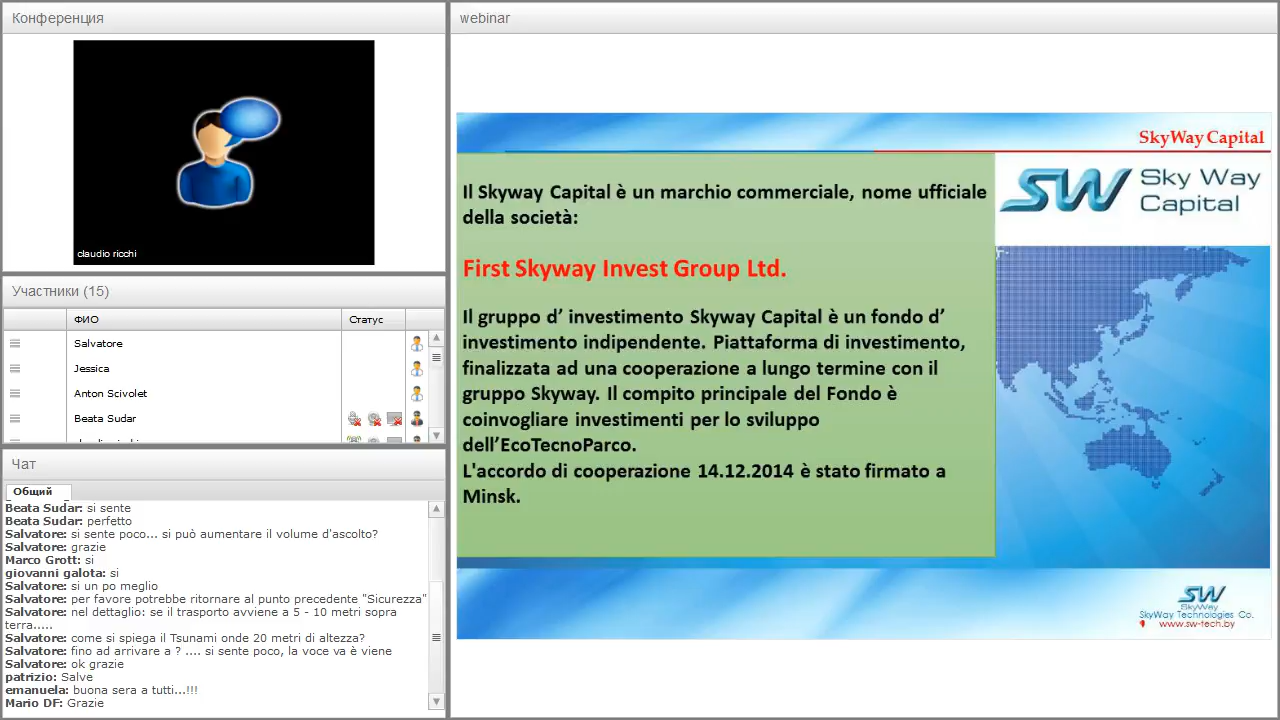 Конференция
claudio ricchi
Участники (15)
ФИО
Статус
Salvatore
Jessica
Anton Scivolet
Beata Sudar
Чат
Общий
Beata Sudar: si sente
Beata Sudar: perfetto
Salvatore: si sente poco... si può aumentare il volume d'ascolto?
Salvatore: grazie
Marco Grott: si
giovanni galota: si
Salvatore: si un po meglio
Salvatore: per favore potrebbe ritornare al punto precedente "Sicurezza"
Salvatore: nel dettaglio: se il trasporto avviene a 5 - 10 metri sopra
terra.....
Salvatore: come si spiega il Tsunami onde 20 metri di altezza?
Salvatore: fino ad arrivare a ? .... si sente poco, la voce va è viene
Salvatore: ok grazie
patrizio: Salve
emanuela: buona sera a tutti...!!!
Mario DF: Grazie
webinar
SkyWay Capital
Il Skyway Capital è un marchio commerciale, nome ufficiale
della società:
First Skyway Invest Group Ltd.
Il gruppo d’ investimento Skyway Capital è un fondo d’
investimento indipendente. Piattaforma di investimento,
finalizzata ad una cooperazione a lungo termine con il
gruppo Skyway. Il compito principale del Fondo è
coinvogliare investimenti per lo sviluppo
dell’EcoTecnoParco.
L'accordo di cooperazione 14.12.2014 è stato firmato a
Minsk.
SW Sky Way
Capital
SW
SkyWay
SkyWay Technologies Co.
www.sw-tech.by